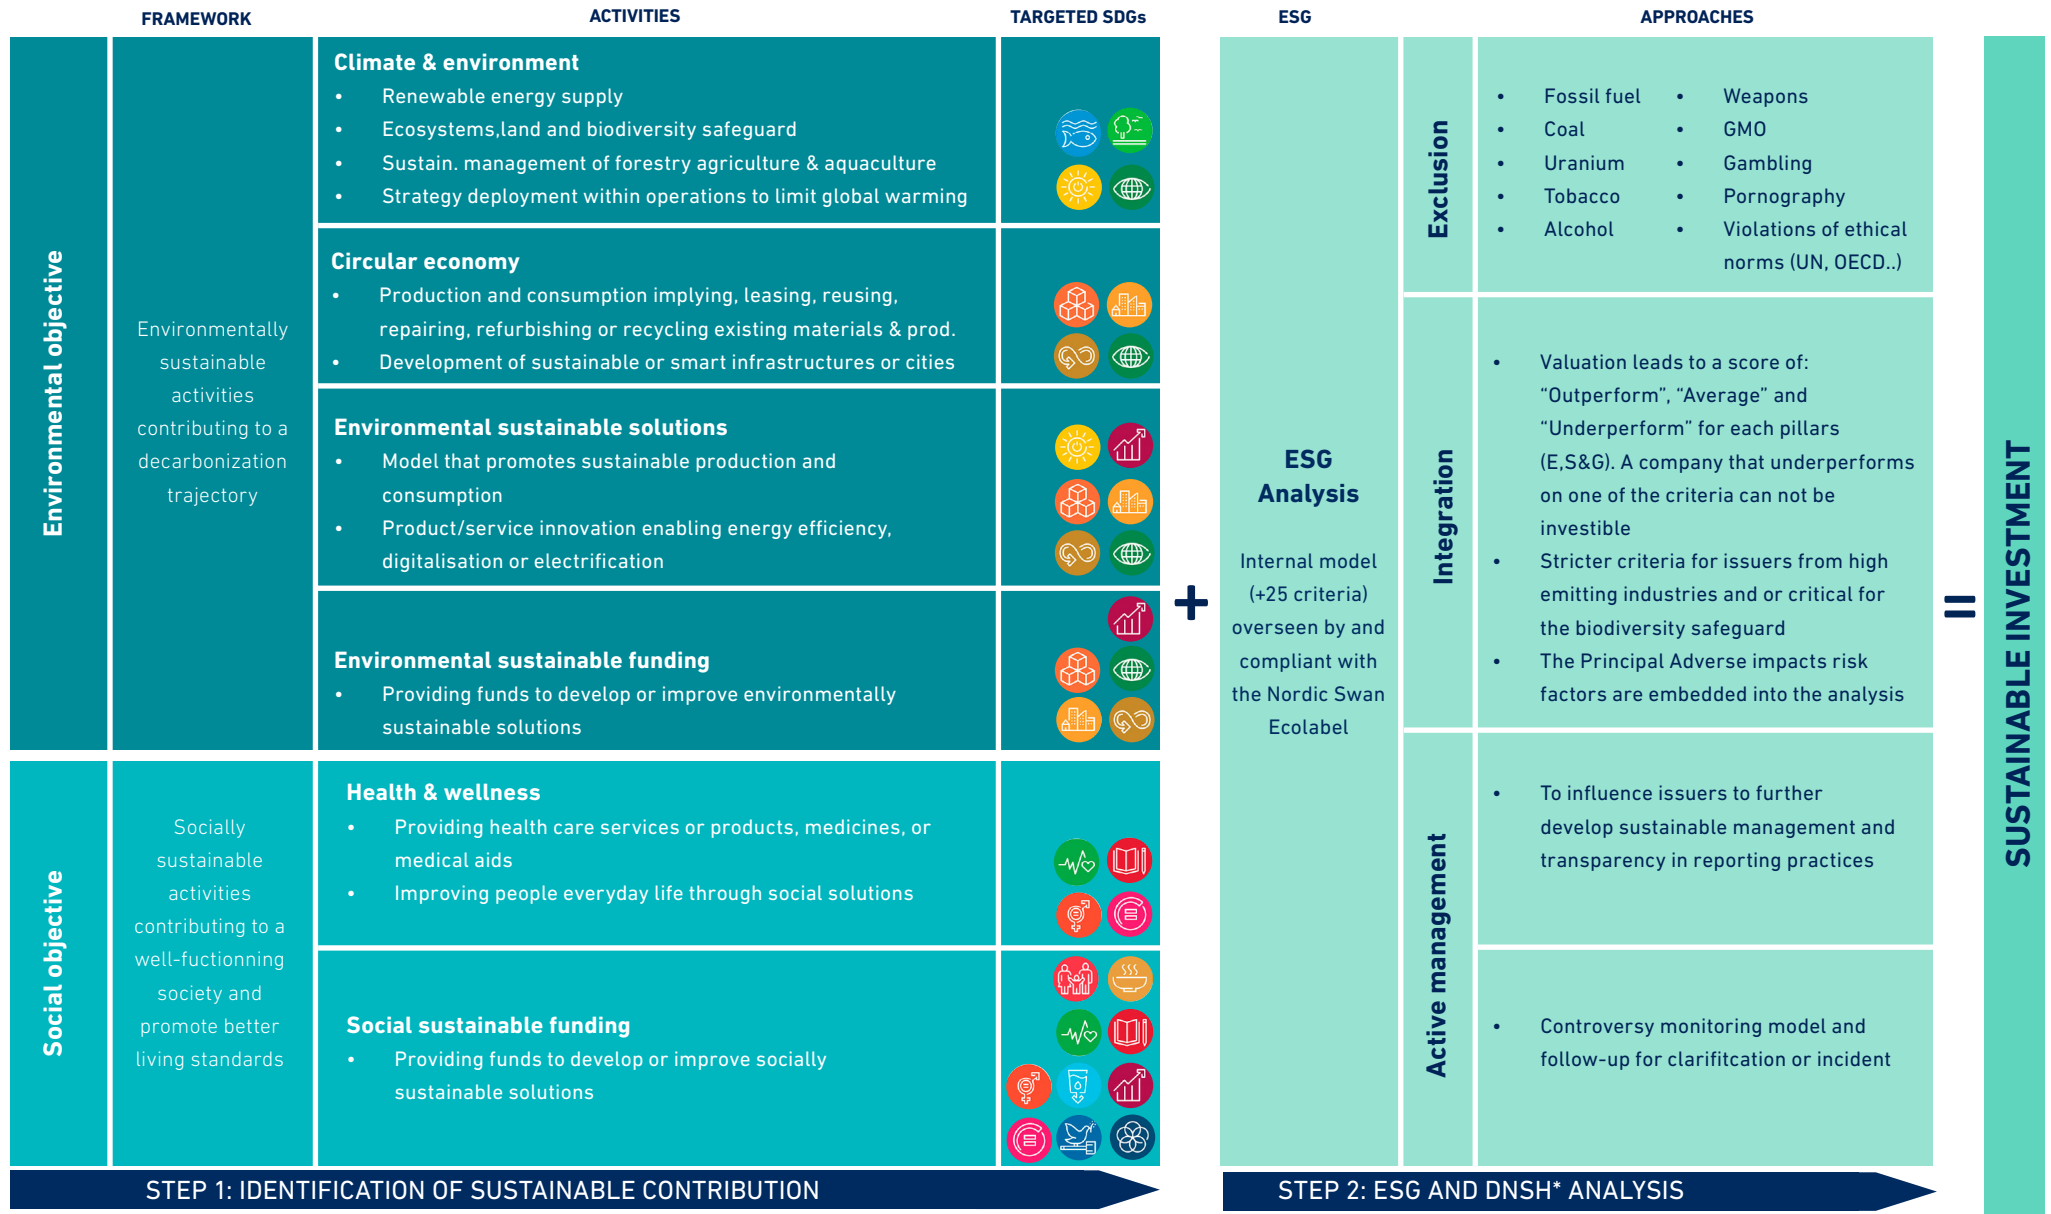 FRAMEWORK
ACTIVITIES
TARGETED SDGs
ESG
APPROACHES
Environmental objective
Environmentally
sustainable
activities
contributing to a
decarbonization
trajectory
Climate & environment
• Renewable energy supply
• Ecosystems,land and biodiversity safeguard
• Sustain. management of forestry agriculture & aquaculture
• Strategy deployment within operations to limit global warming
Circular economy
• Production and consumption implying, leasing, reusing,
repairing, refurbishing or recycling existing materials & prod.
• Development of sustainable or smart infrastructures or cities
Environmental sustainable solutions
• Model that promotes sustainable production and
consumption
• Product/service innovation enabling energy efficiency,
digitalisation or electrification
Environmental sustainable funding
• Providing funds to develop or improve environmentally
sustainable solutions
Social objective
Socially
sustainable
activities
contributing to a
well-fuctionning
society and
promote better
living standards
Health & wellness
• Providing health care services or products, medicines, or
medical aids
• Improving people everyday life through social solutions
Social sustainable funding
• Providing funds to develop or improve socially
sustainable solutions
STEP 1: IDENTIFICATION OF SUSTAINABLE CONTRIBUTION
+
ESG
Analysis
Internal model
(+25 criteria)
overseen by and
compliant with
the Nordic Swan
Ecolabel
Exclusion
• Fossil fuel
• Coal
• Uranium
• Tobacco
• Alcohol
• Weapons
• GMO
• Gambling
• Pornography
• Violations of ethical
norms (UN, OECD..)
Integration
• Valuation leads to a score of:
“Outperform”, “Average” and
“Underperform” for each pillars
(E,S&G). A company that underperforms
on one of the criteria can not be
investible
• Stricter criteria for issuers from high
emitting industries and or critical for
the biodiversity safeguard
• The Principal Adverse impacts risk
factors are embedded into the analysis
Active management
• To influence issuers to further
develop sustainable management and
transparency in reporting practices
• Controversy monitoring model and
follow-up for clarifitcation or incident
STEP 2: ESG AND DNSH* ANALYSIS
=
SUSTAINABLE INVESTMENT